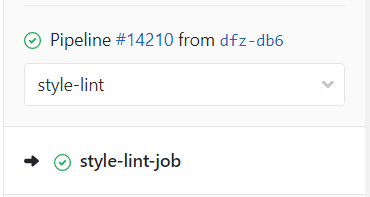 Pipeline #14210 from dfz-db6
style-lint
style-lint-job